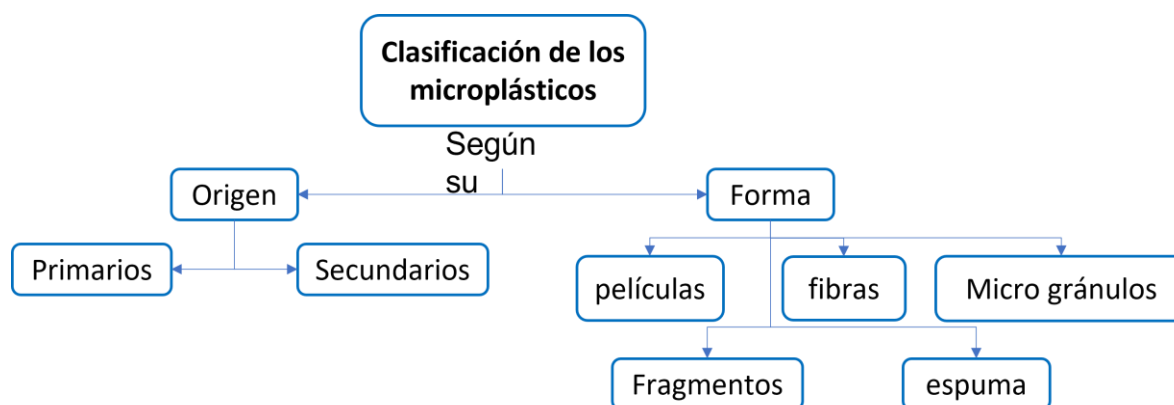 Clasificación de los
microplásticos
Según
su
Origen
Forma
Primarios
Secundarios
películas
fibras
Micro gránulos
Fragmentos
espuma